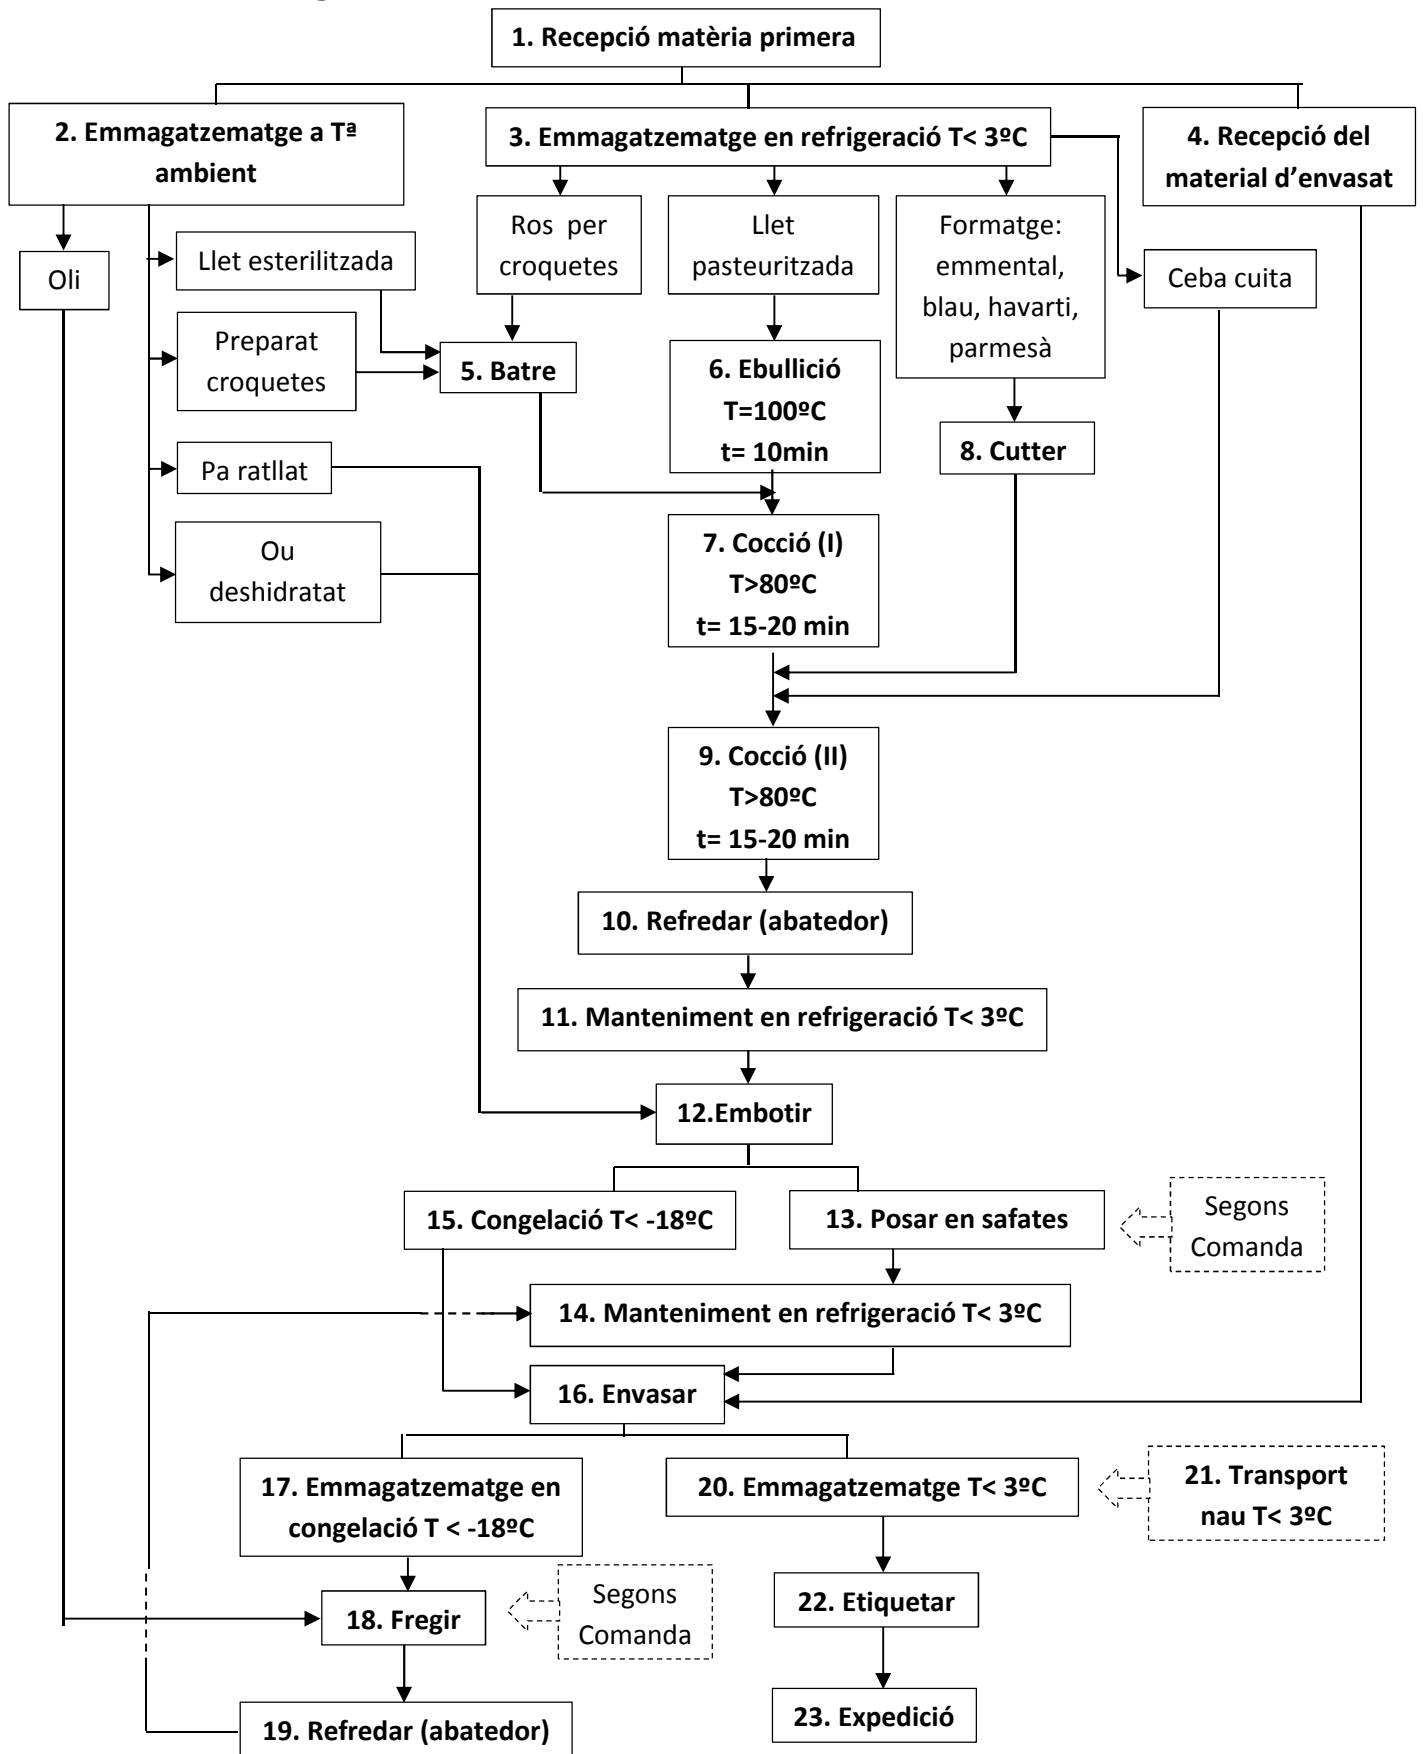 1. Recepció matèria primera
2. Emmagatzematge a Tª
ambient
3. Emmagatzematge en refrigeració T< 3ºC
4. Recepció del
material d'envasat
Oli
Llet esterilitzada
Ros per
croquetes
Llet
pasteuritzada
Formatge:
emmental,
blau, havarti,
parmesà
Ceba cuita
Preparat
croquetes
5. Batre
6. Ebullició
T=100ºC
t= 10min
8. Cutter
Pa ratllat
Ou
deshidratat
7. Cocció (I)
T>80ºC
t= 15-20 min
9. Cocció (II)
T>80ºC
t= 15-20 min
10. Refredar (abatedor)
11. Manteniment en refrigeració T< 3ºC
12.Embotir
15. Congelació T< -18ºC
13. Posar en safates
Segons
Comanda
14. Manteniment en refrigeració T< 3ºC
16. Envasar
17. Emmagatzematge en
congelació T < -18ºC
20. Emmagatzematge T< 3ºC
21. Transport
nau T< 3ºC
18. Fregir
Segons
Comanda
22. Etiquetar
19. Refredar (abatedor)
23. Expedició